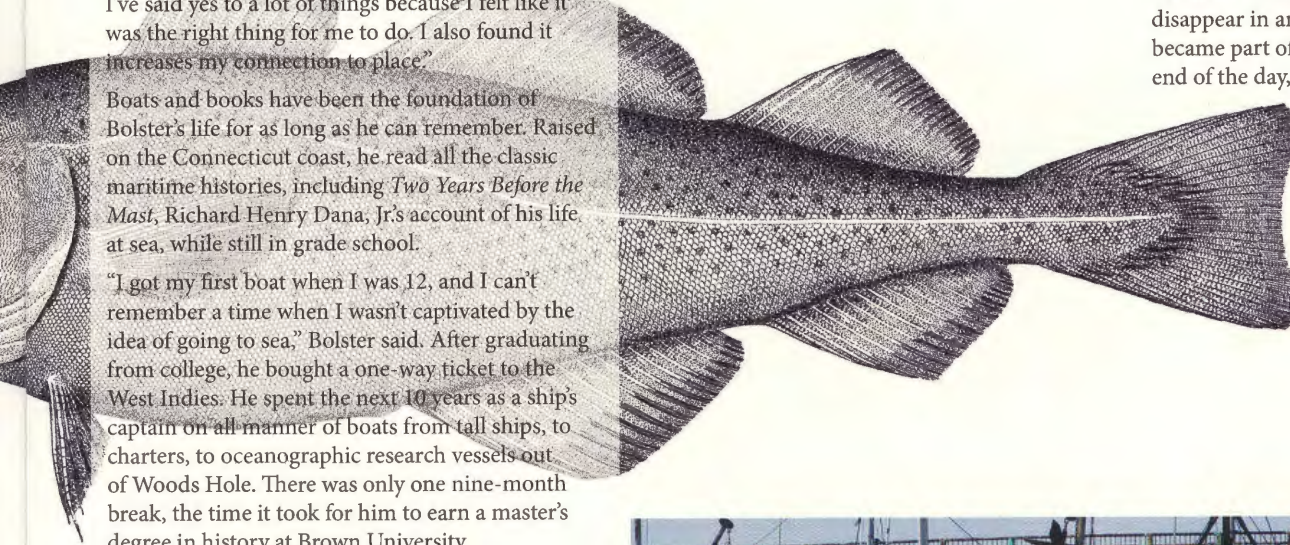 I've said yes to a lot of things because I felt like it
was the right thing for me to do. I also found it
increases my connection to place."
Boats and books have been the foundation of
Bolster's life for as long as he can remember. Raised
on the Connecticut coast, he read all the classic
maritime histories, including Two Years Before the
Mast, Richard Henry Dana, Jr.'s account of his life
at sea, while still in grade school.
"I got my first boat when I was 12, and I can't
remember a time when I wasn't captivated by the
idea of going to sea," Bolster said. After graduating
from college, he bought a one-way ticket to the
West Indies. He spent the next 10 years as a ship's
captain on all manner of boats from tall ships, to
charters, to oceanographic research vessels out
of Woods Hole. There was only one nine-month
break, the time it took for him to earn a master's
degree in history at Brown University
disappear in
became part
end of the day,